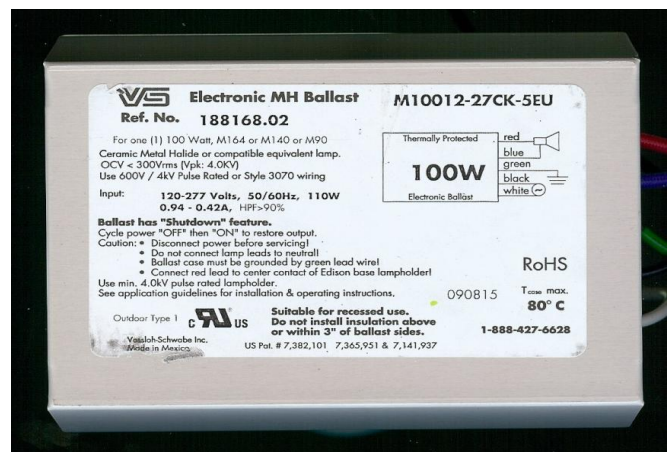 VS Electronic MH Ballast M10012-27CK-5EU
Ref. No. 188168.02
For one (1) 100 Watt, M164 or M140 or M90
Ceramic Metal Halide or compatible equivalent lamp.
OCV < 300Vrms (Vpk: 4.0KV)
Use 600V / 4kV Pulse Rated or Style 3070 wiring
Thermally Protected
100W
Electronic Ballast
red
blue
green
black
white
Input: 120-277 Volts, 50/60Hz, 110W
0.94 - 0.42A, HPF>90%
Ballast has "Shutdown" feature.
Cycle power "OFF" then "ON" to restore output.
Caution: • Disconnect power before servicing!
• Do not connect lamp leads to neutral!
• Ballast case must be grounded by green lead wire!
• Connect red lead to center contact of Edison base lampholder!
Use min. 4.0kV pulse rated lampholder.
See application guidelines for installation & operating instructions.
RoHS
090815
Tcase max.
80° C
Outdoor Type 1
c RU US
Suitable for recessed use.
Do not install insulation above
or within 3" of ballast sides.
1-888-427-6628
Vossloh-Schwabe Inc.
Made in Mexico
US Pat. # 7,382,101 7,365,951 & 7,141,937